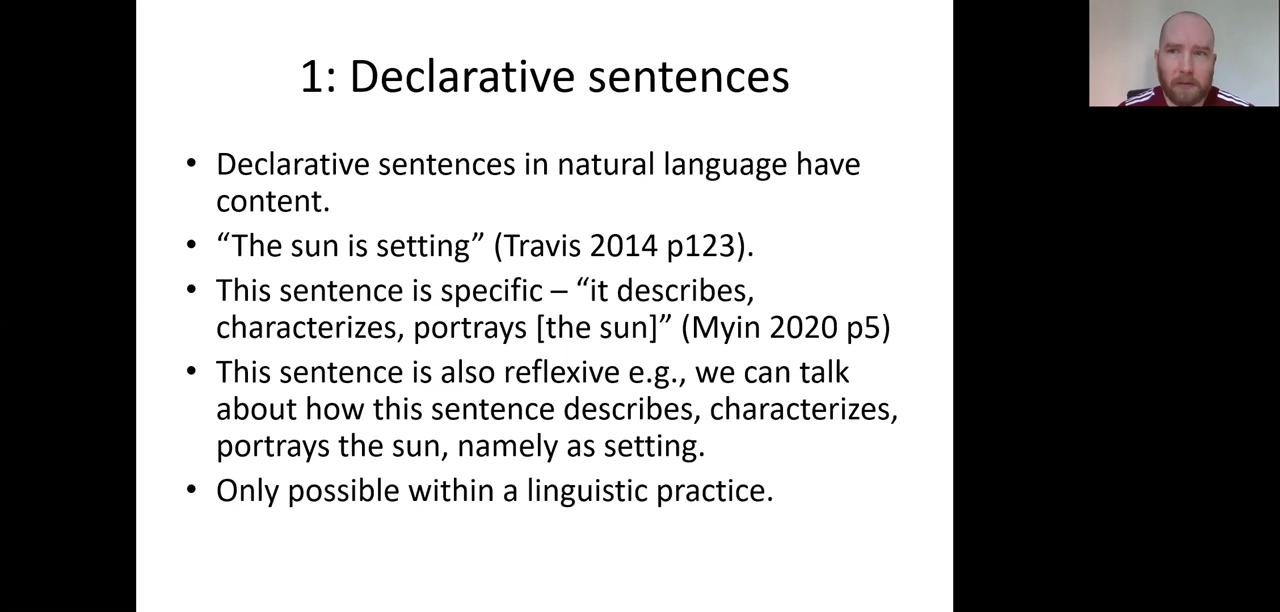 1: Declarative sentences
• Declarative sentences in natural language have
content.
• “The sun is setting” (Travis 2014 p123).
• This sentence is specific – “it describes,
characterizes, portrays [the sun]” (Myin 2020 p5)
• This sentence is also reflexive e.g., we can talk
about how this sentence describes, characterizes,
portrays the sun, namely as setting.
• Only possible within a linguistic practice.